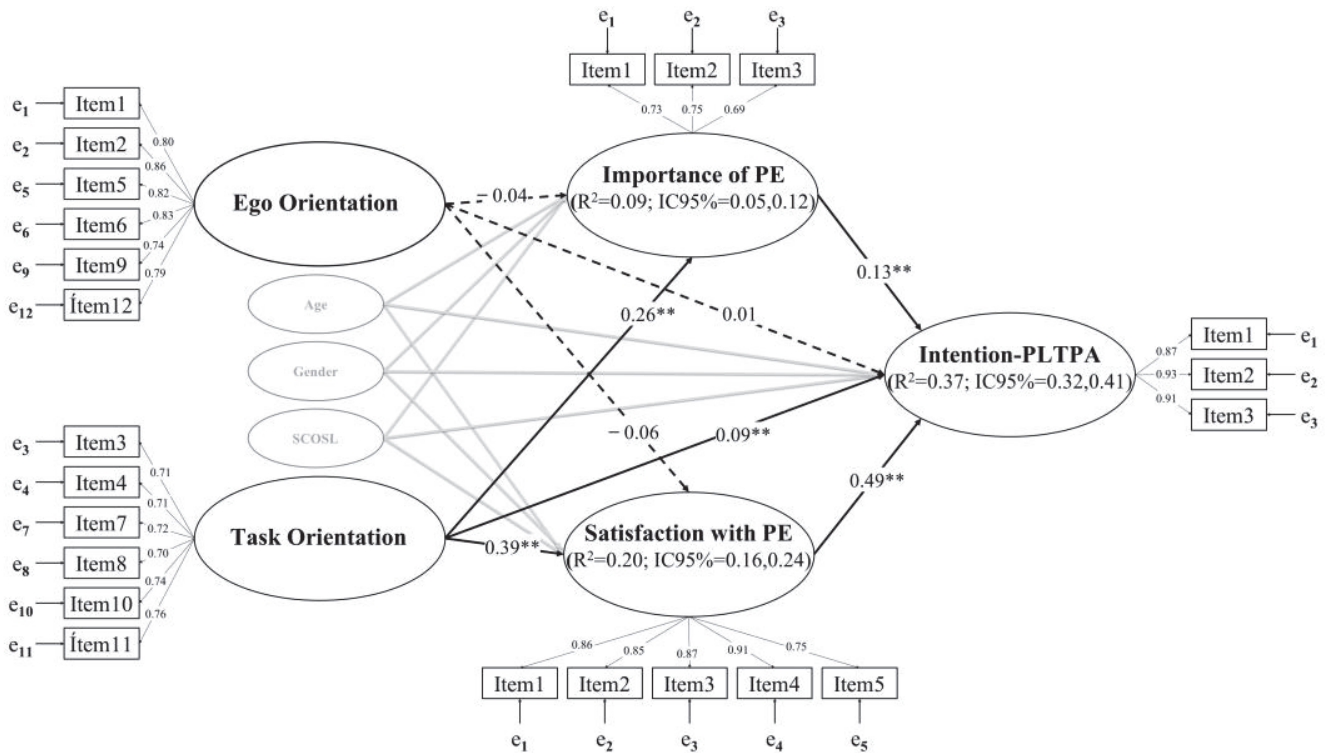 e1 e2 e3
Item1 Item2 Item3
0.73 0.75 0.69
Importance of PE
(R²=0.09; IC95%=0.05,0.12)
e1 Item1 0.80
e2 Item2 0.86
e5 Item5 0.82
e6 Item6 0.83
e9 Item9 0.74
e12 Ítem12 0.79
Ego Orientation
Age
Gender
SCOSL
e3 Item3 0.71
e4 Item4 0.71
e7 Item7 0.72
e8 Item8 0.70
e10 Item10 0.74
e11 Ítem11 0.76
Task Orientation
− 0.04
0.26**
0.01
0.13**
− 0.06
0.09**
0.39**
0.49**
Intention-PLTPA
(R²=0.37; IC95%=0.32,0.41)
0.87 Item1 e1
0.93 Item2 e2
0.91 Item3 e3
Satisfaction with PE
(R²=0.20; IC95%=0.16,0.24)
0.86 0.85 0.87 0.91 0.75
Item1 Item2 Item3 Item4 Item5
e1 e2 e3 e4 e5